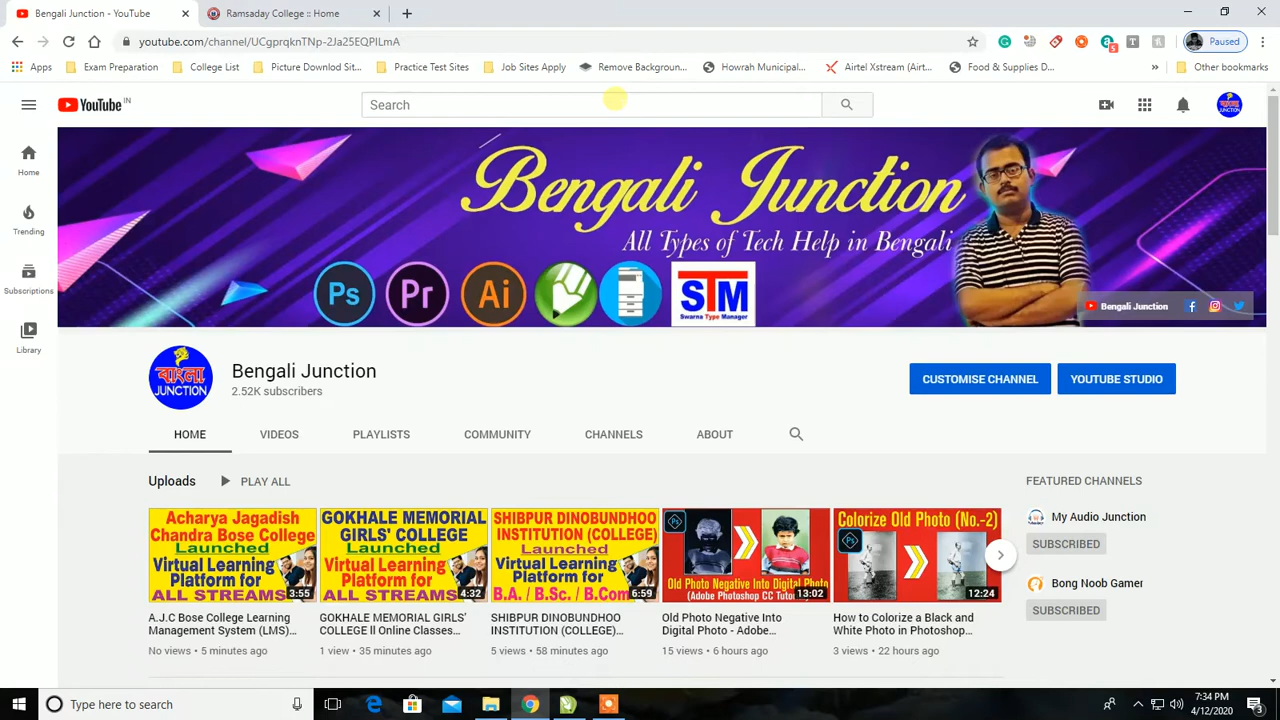 Bengali Junction - YouTube
Ramsaday College :: Home
youtube.com/channel/UCgprqknTNp-2Ja25EQPILmA
Paused
Apps
Exam Preparation
College List
Picture Downlod Sit...
Practice Test Sites
Job Sites Apply
Remove Backgroun...
Howrah Municipal...
Airtel Xstream (Airt...
Food & Supplies D...
»
Other bookmarks
YouTube IN
Search
Home
Trending
Subscriptions
Library
Bengali Junction
All Types of Tech Help in Bengali
Ps
Pr
Ai
STM
Swarna Type Manager
Bengali Junction
বাংলা
JUNCTION
Bengali Junction
2.52K subscribers
CUSTOMISE CHANNEL
YOUTUBE STUDIO
HOME
VIDEOS
PLAYLISTS
COMMUNITY
CHANNELS
ABOUT
Uploads
PLAY ALL
FEATURED CHANNELS
Acharya Jagadish
Chandra Bose College
Launched
Virtual Learning
Platform for
ALL STREAMS
3:55
GOKHALE MEMORIAL
GIRLS' COLLEGE
Launched
Virtual Learning
Platform for
ALL STREAMS
4:32
SHIBPUR DINOBUNDHOO
INSTITUTION (COLLEGE)
Launched
Virtual Learning
Platform for
B.A. / B.Sc. / B.Com
6:59
Old Photo Negative Into Digital Photo
(Adobe Photoshop CC Tutor
13:02
Colorize Old Photo (No.-2)
12:24
My Audio Junction
SUBSCRIBED
Bong Noob Gamer
SUBSCRIBED
A.J.C Bose College Learning
Management System (LMS)...
No views • 5 minutes ago
GOKHALE MEMORIAL GIRLS'
COLLEGE ll Online Classes...
1 view • 35 minutes ago
SHIBPUR DINOBUNDHOO
INSTITUTION (COLLEGE)...
5 views • 58 minutes ago
Old Photo Negative Into
Digital Photo - Adobe...
15 views • 6 hours ago
How to Colorize a Black and
White Photo in Photoshop...
3 views • 22 hours ago
Type here to search
7:34 PM
4/12/2020